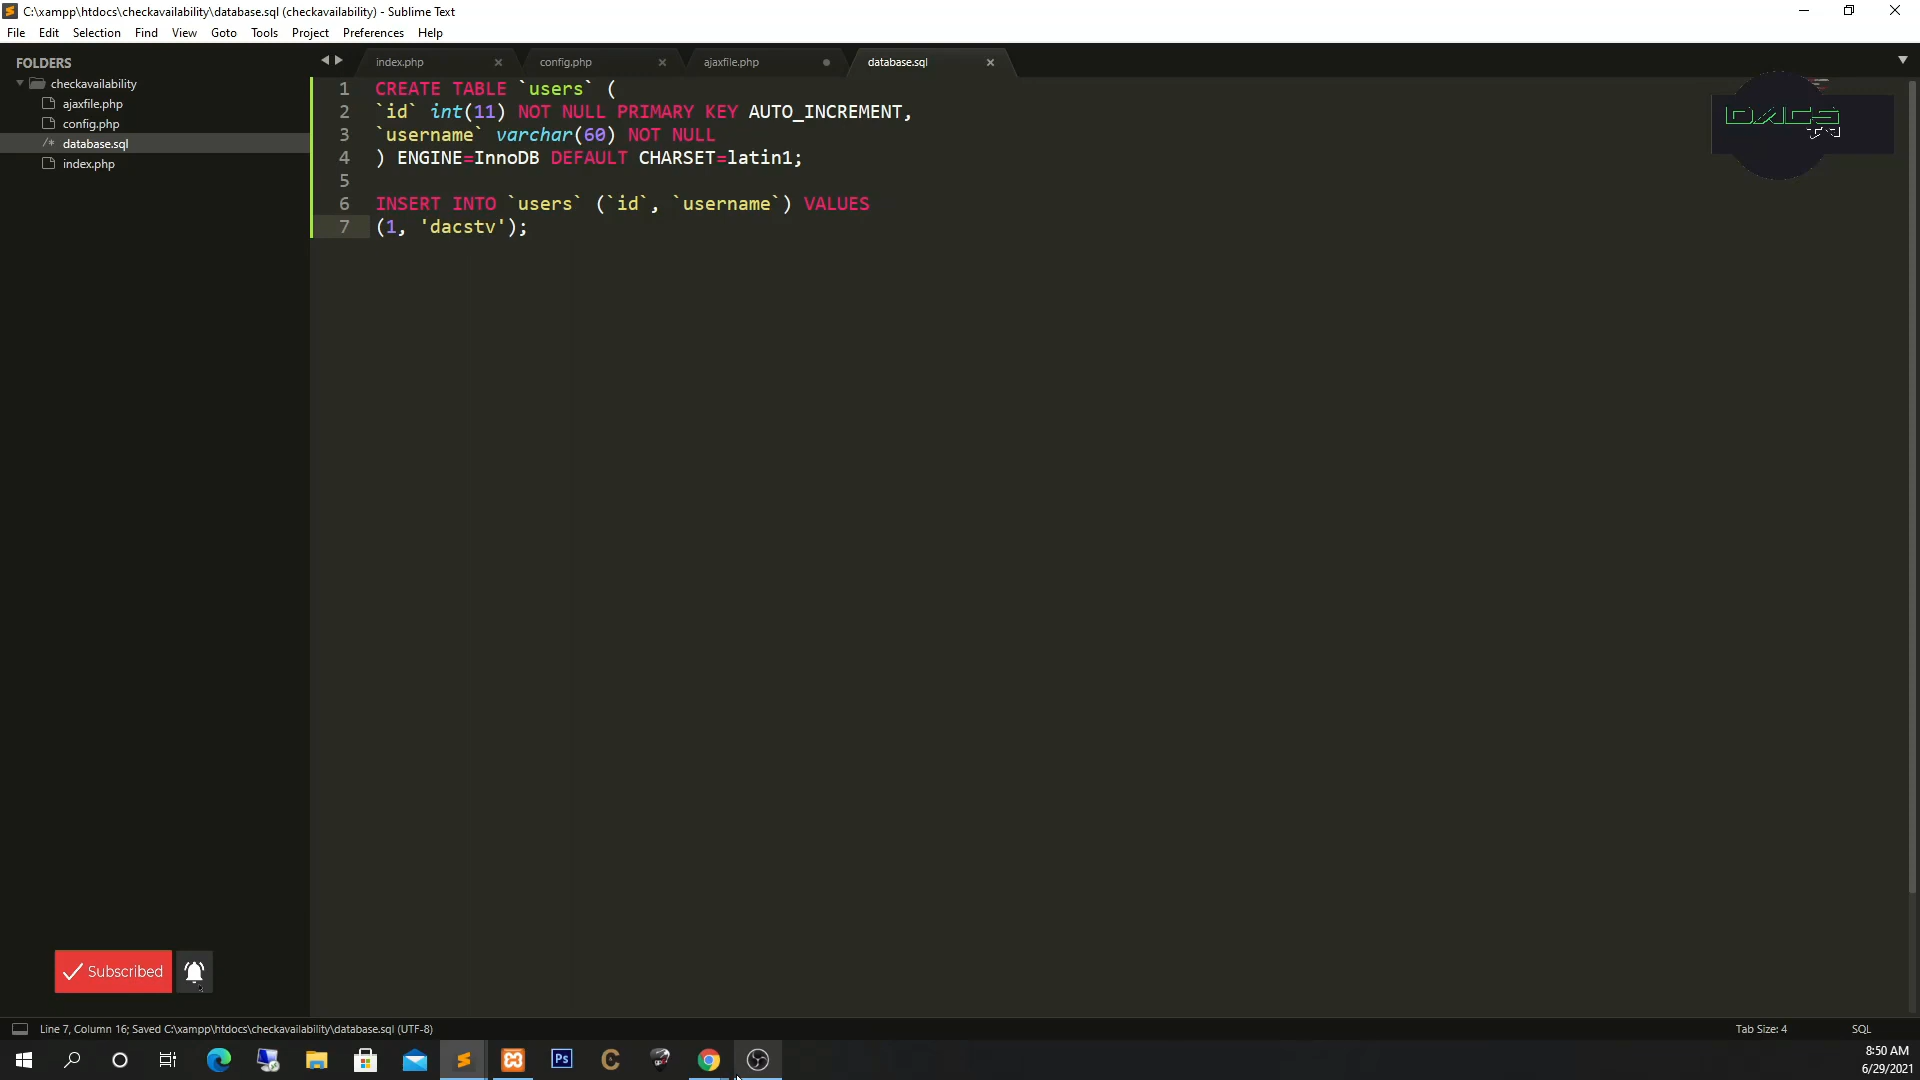 C:\xampp\htdocs\checkavailability\database.sql (checkavailability) - Sublime Text
File Edit Selection Find View Goto Tools Project Preferences Help
FOLDERS
checkavailability
ajaxfile.php
config.php
/* database.sql
index.php
index.php config.php ajaxfile.php database.sql
1 CREATE TABLE `users` (
2 `id` int(11) NOT NULL PRIMARY KEY AUTO_INCREMENT,
3 `username` varchar(60) NOT NULL
4 ) ENGINE=InnoDB DEFAULT CHARSET=latin1;
5
6 INSERT INTO `users` (`id`, `username`) VALUES
7 (1, 'dacstv');
DACS
TV
Subscribed
Line 7, Column 16; Saved C:\xampp\htdocs\checkavailability\database.sql (UTF-8)
Tab Size: 4
SQL
Ps
8:50 AM
6/29/2021